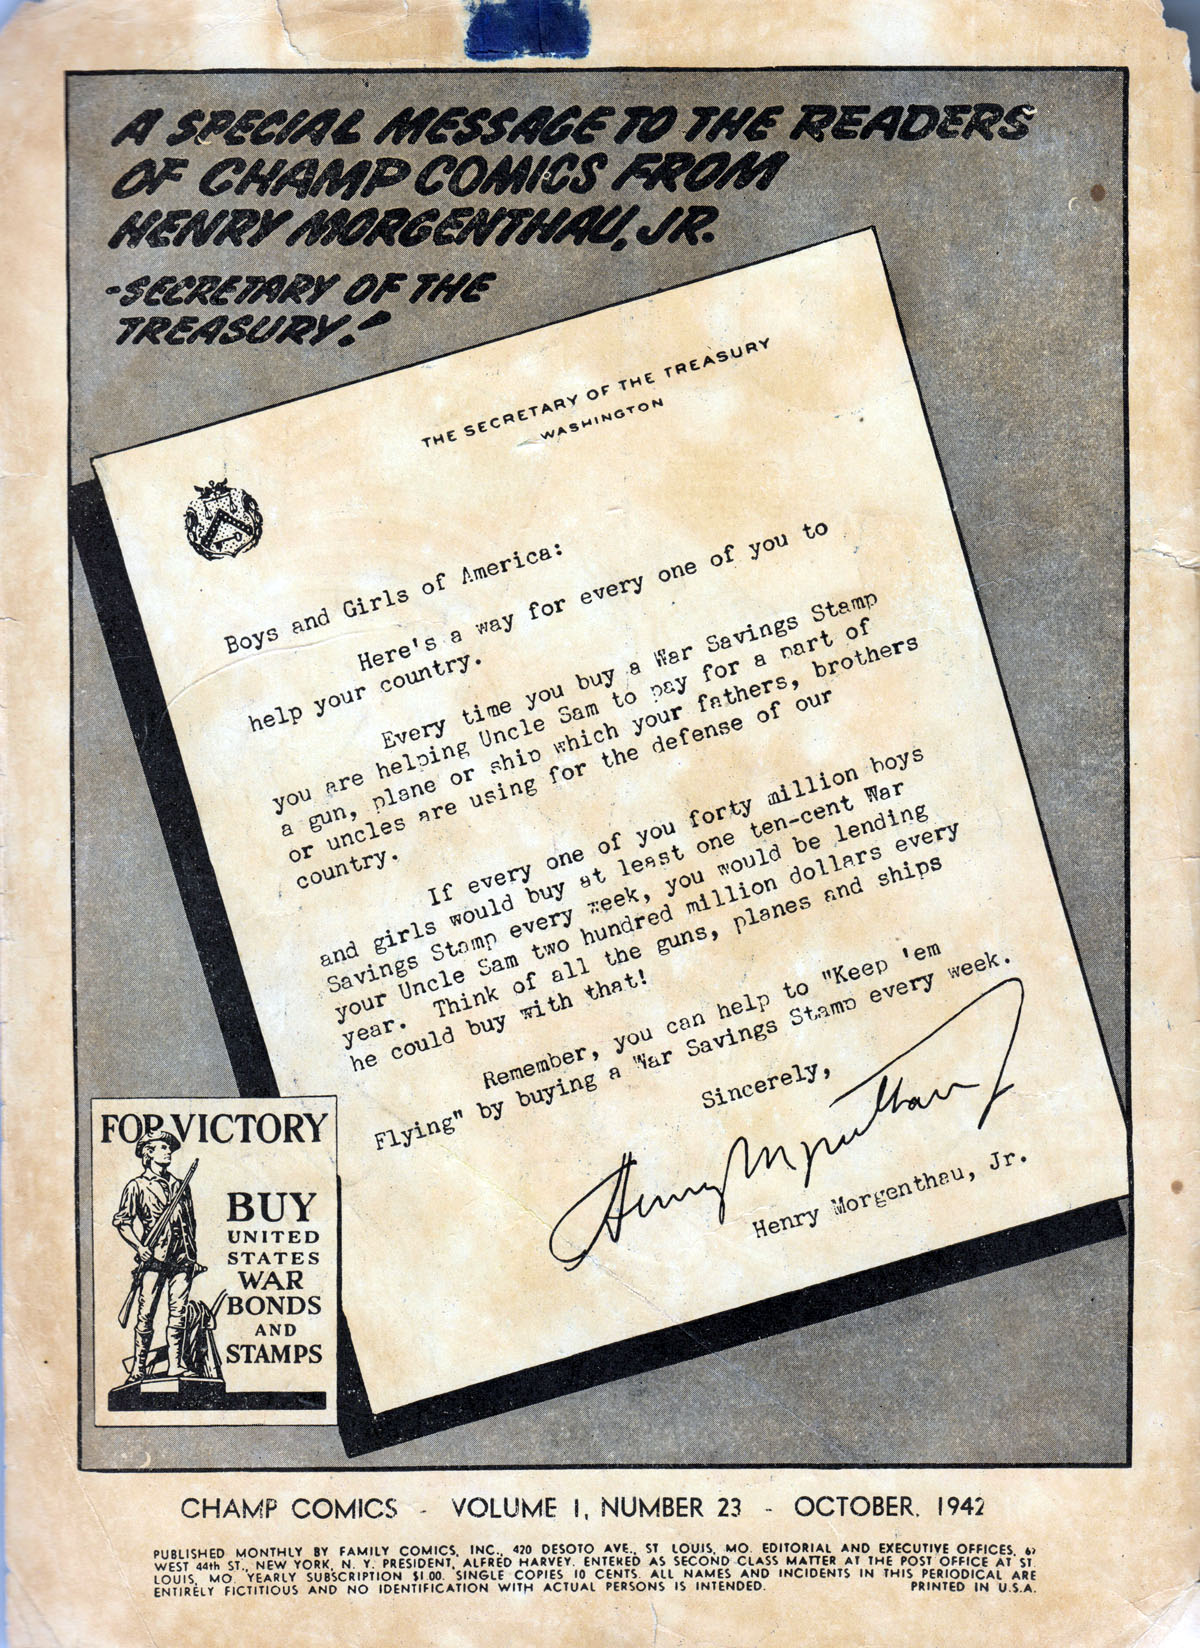 A SPECIAL MESSAGE TO THE READERS
OF CHAMP COMICS FROM
HENRY MORGENTHAU, JR.
-SECRETARY OF THE
TREASURY!
THE SECRETARY OF THE TREASURY
WASHINGTON
Boys and Girls of America:
Here's a way for every one of you to
help your country.
Every time you buy a War Savings Stamp
you are helping Uncle Sam to pay for a part of
a gun, plane or ship which your fathers, brothers
or uncles are using for the defense of our
country.
If every one of you forty million boys
and girls would buy at least one ten-cent War
Savings Stamp every week, you would be lending
your Uncle Sam two hundred million dollars every
year. Think of all the guns, planes and ships
he could buy with that!
Remember, you can help to "Keep 'em
Flying" by buying a War Savings Stamp every week.
Sincerely,
Henry Morgenthau Jr
Henry Morgenthau, Jr.
FOR VICTORY
BUY
UNITED
STATES
WAR
BONDS
AND
STAMPS
CHAMP COMICS - VOLUME I, NUMBER 23 - OCTOBER, 1942
PUBLISHED MONTHLY BY FAMILY COMICS, INC., 420 DESOTO AVE., ST. LOUIS, MO. EDITORIAL AND EXECUTIVE OFFICES, 67
WEST 44th ST., NEW YORK, N. Y. PRESIDENT, ALFRED HARVEY. ENTERED AS SECOND CLASS MATTER AT THE POST OFFICE AT ST.
LOUIS, MO. YEARLY SUBSCRIPTION $1.00. SINGLE COPIES 10 CENTS. ALL NAMES AND INCIDENTS IN THIS PERIODICAL ARE
ENTIRELY FICTITIOUS AND NO IDENTIFICATION WITH ACTUAL PERSONS IS INTENDED. PRINTED IN U.S.A.